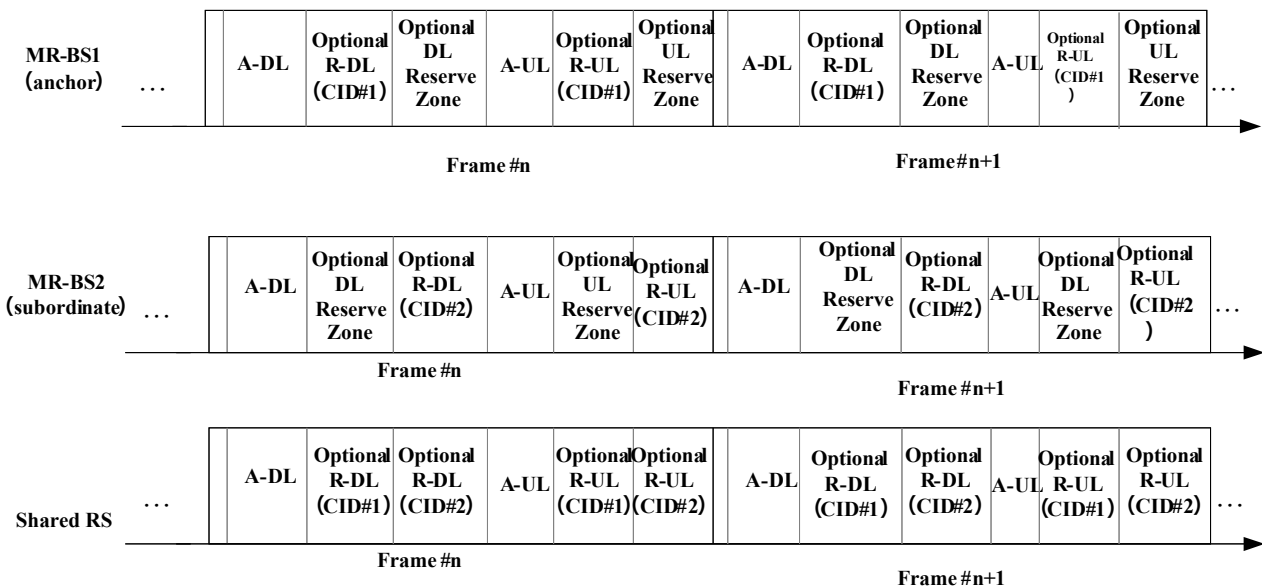 MR-BS1
(anchor)
...
A-DL
Optional
R-DL
(CID#1)
Optional
DL
Reserve
Zone
A-UL
Optional
R-UL
(CID#1)
Optional
UL
Reserve
Zone
A-DL
Optional
R-DL
(CID#1)
Optional
DL
Reserve
Zone
A-UL
Optional
R-UL
(CID#1
)
Optional
UL
Reserve
Zone
...
Frame #n
Frame#n+1
MR-BS2
(subordinate)
...
A-DL
Optional
DL
Reserve
Zone
Optional
R-DL
(CID#2)
A-UL
Optional
UL
Reserve
Zone
Optional
R-UL
(CID#2)
A-DL
Optional
DL
Reserve
Zone
Optional
R-DL
(CID#2)
A-UL
Optional
DL
Reserve
Zone
Optional
R-UL
(CID#2
)
...
Frame #n
Frame#n+1
Shared RS
...
A-DL
Optional
R-DL
(CID#1)
Optional
R-DL
(CID#2)
A-UL
Optional
R-UL
(CID#1)
Optional
R-UL
(CID#2)
A-DL
Optional
R-DL
(CID#1)
Optional
R-DL
(CID#2)
A-UL
Optional
R-UL
(CID#1)
Optional
R-UL
(CID#2)
...
Frame #n
Frame#n+1